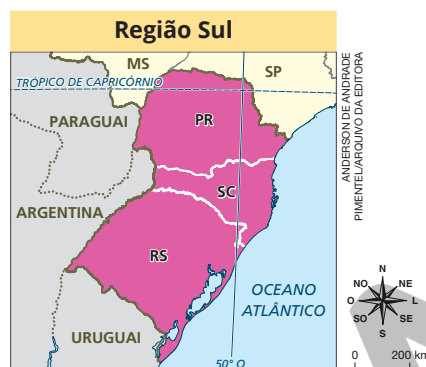 Região Sul
MS
SP
TRÓPICO DE CAPRICÓRNIO
PARAGUAI
PR
SC
ARGENTINA
RS
OCEANO
ATLÂNTICO
URUGUAI
50° O
ANDERSON DE ANDRADE
PIMENTEL/ARQUIVO DA EDITORA
N
NO
NE
O
L
SO
SE
S
0
200 km